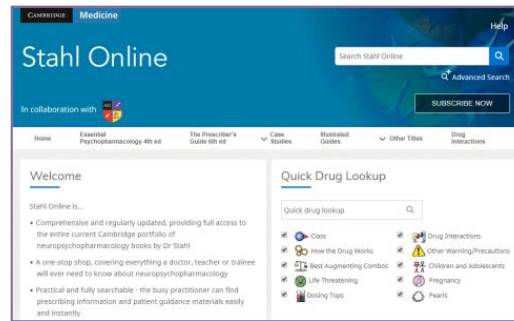 CAMBRIDGE Medicine
Help
Stahl Online
Search Stahl Online
Advanced Search
In collaboration with
SUBSCRIBE NOW
Home
Essential
Psychopharmacology 4th ed
The Prescriber's
Guide 6th ed
Case
Studies
Illustrated
Guides
Other Titles
Drug
Interactions
Welcome
Stahl Online is...
• Comprehensive and regularly updated, providing full access to
the entire current Cambridge portfolio of
neuropsychopharmacology books by Dr Stahl
• A one-stop shop, covering everything a doctor, teacher or trainee
will ever need to know about neuropsychopharmacology
• Practical and fully searchable - the busy practitioner can find
prescribing information and patient guidance materials easily
and instantly
Quick Drug Lookup
Quick drug lookup
Class
How the Drug Works
Best Augmenting Combos
Life Threatening
Dosing Tops
Drug Interactions
Other Warning/Precautions
Children and Adolescents
Pregnancy
Pearls